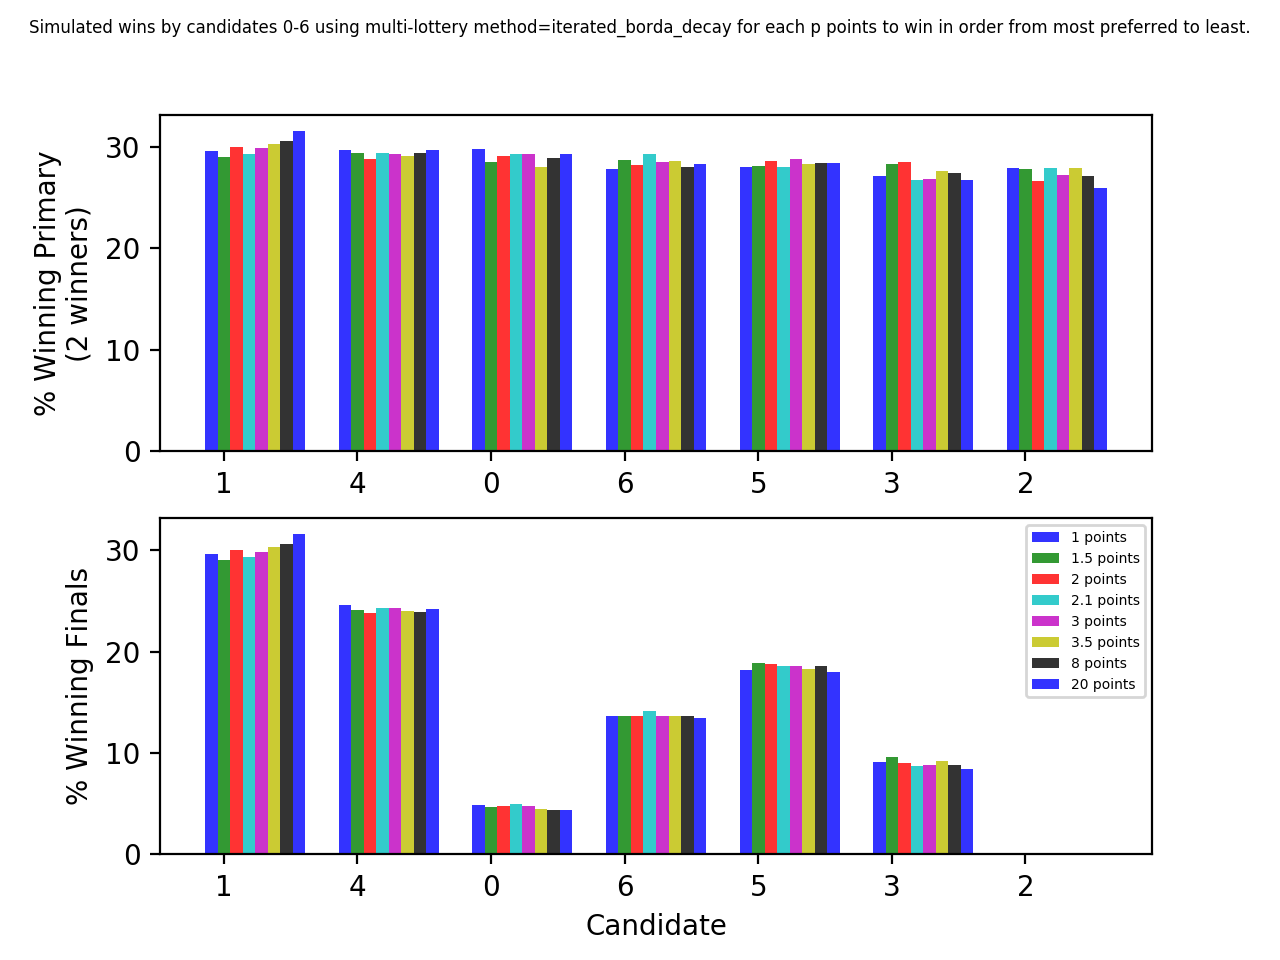 Simulated wins by candidates 0-6 using multi-lottery method=iterated_borda_decay for each p points to win in order from most preferred to least.
% Winning Primary
(2 winners)
30
20
10
0
1 4 0 6 5 3 2
% Winning Finals
30
20
10
0
1 points
1.5 points
2 points
2.1 points
3 points
3.5 points
8 points
20 points
1 4 0 6 5 3 2
Candidate